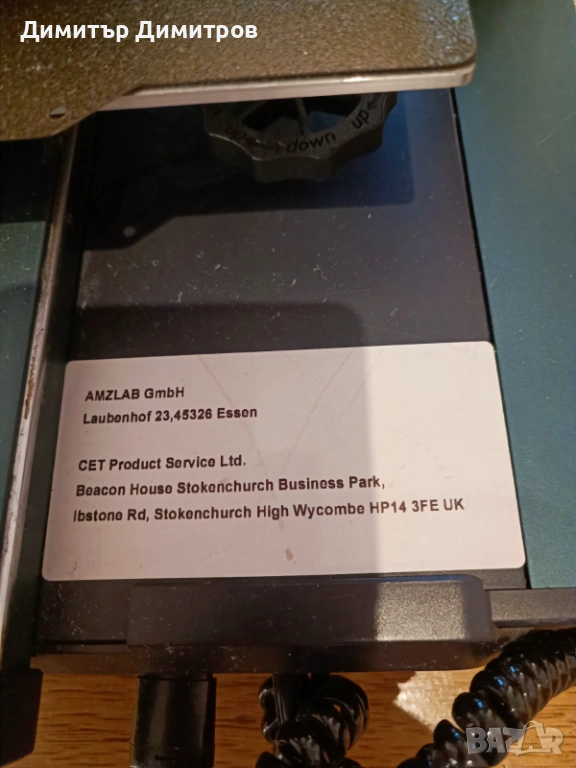 Димитър Димитров
down up
AMZLAB GmbH
Laubenhof 23,45326 Essen
CET Product Service Ltd.
Beacon House Stokenchurch Business Park,
Ibstone Rd, Stokenchurch High Wycombe HP14 3FE UK
BAZAR